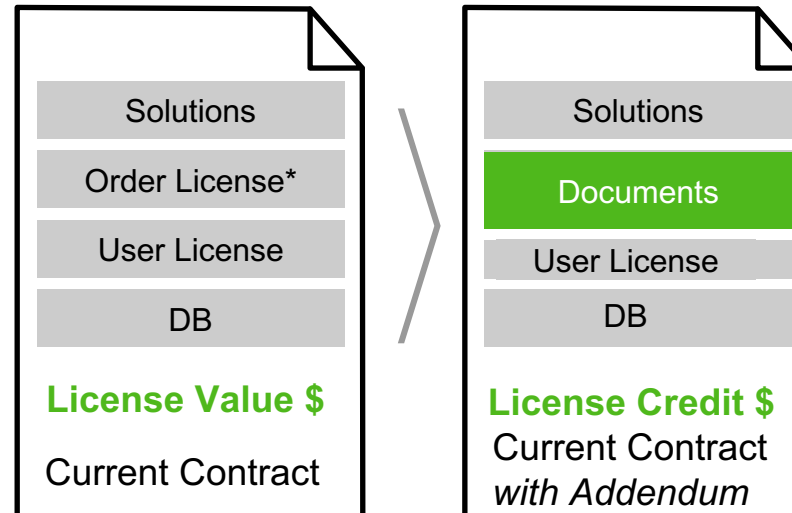 Solutions
Order License*
User License
DB
License Value $
Current Contract
Solutions
Documents
User License
DB
License Credit $
Current Contract
with Addendum